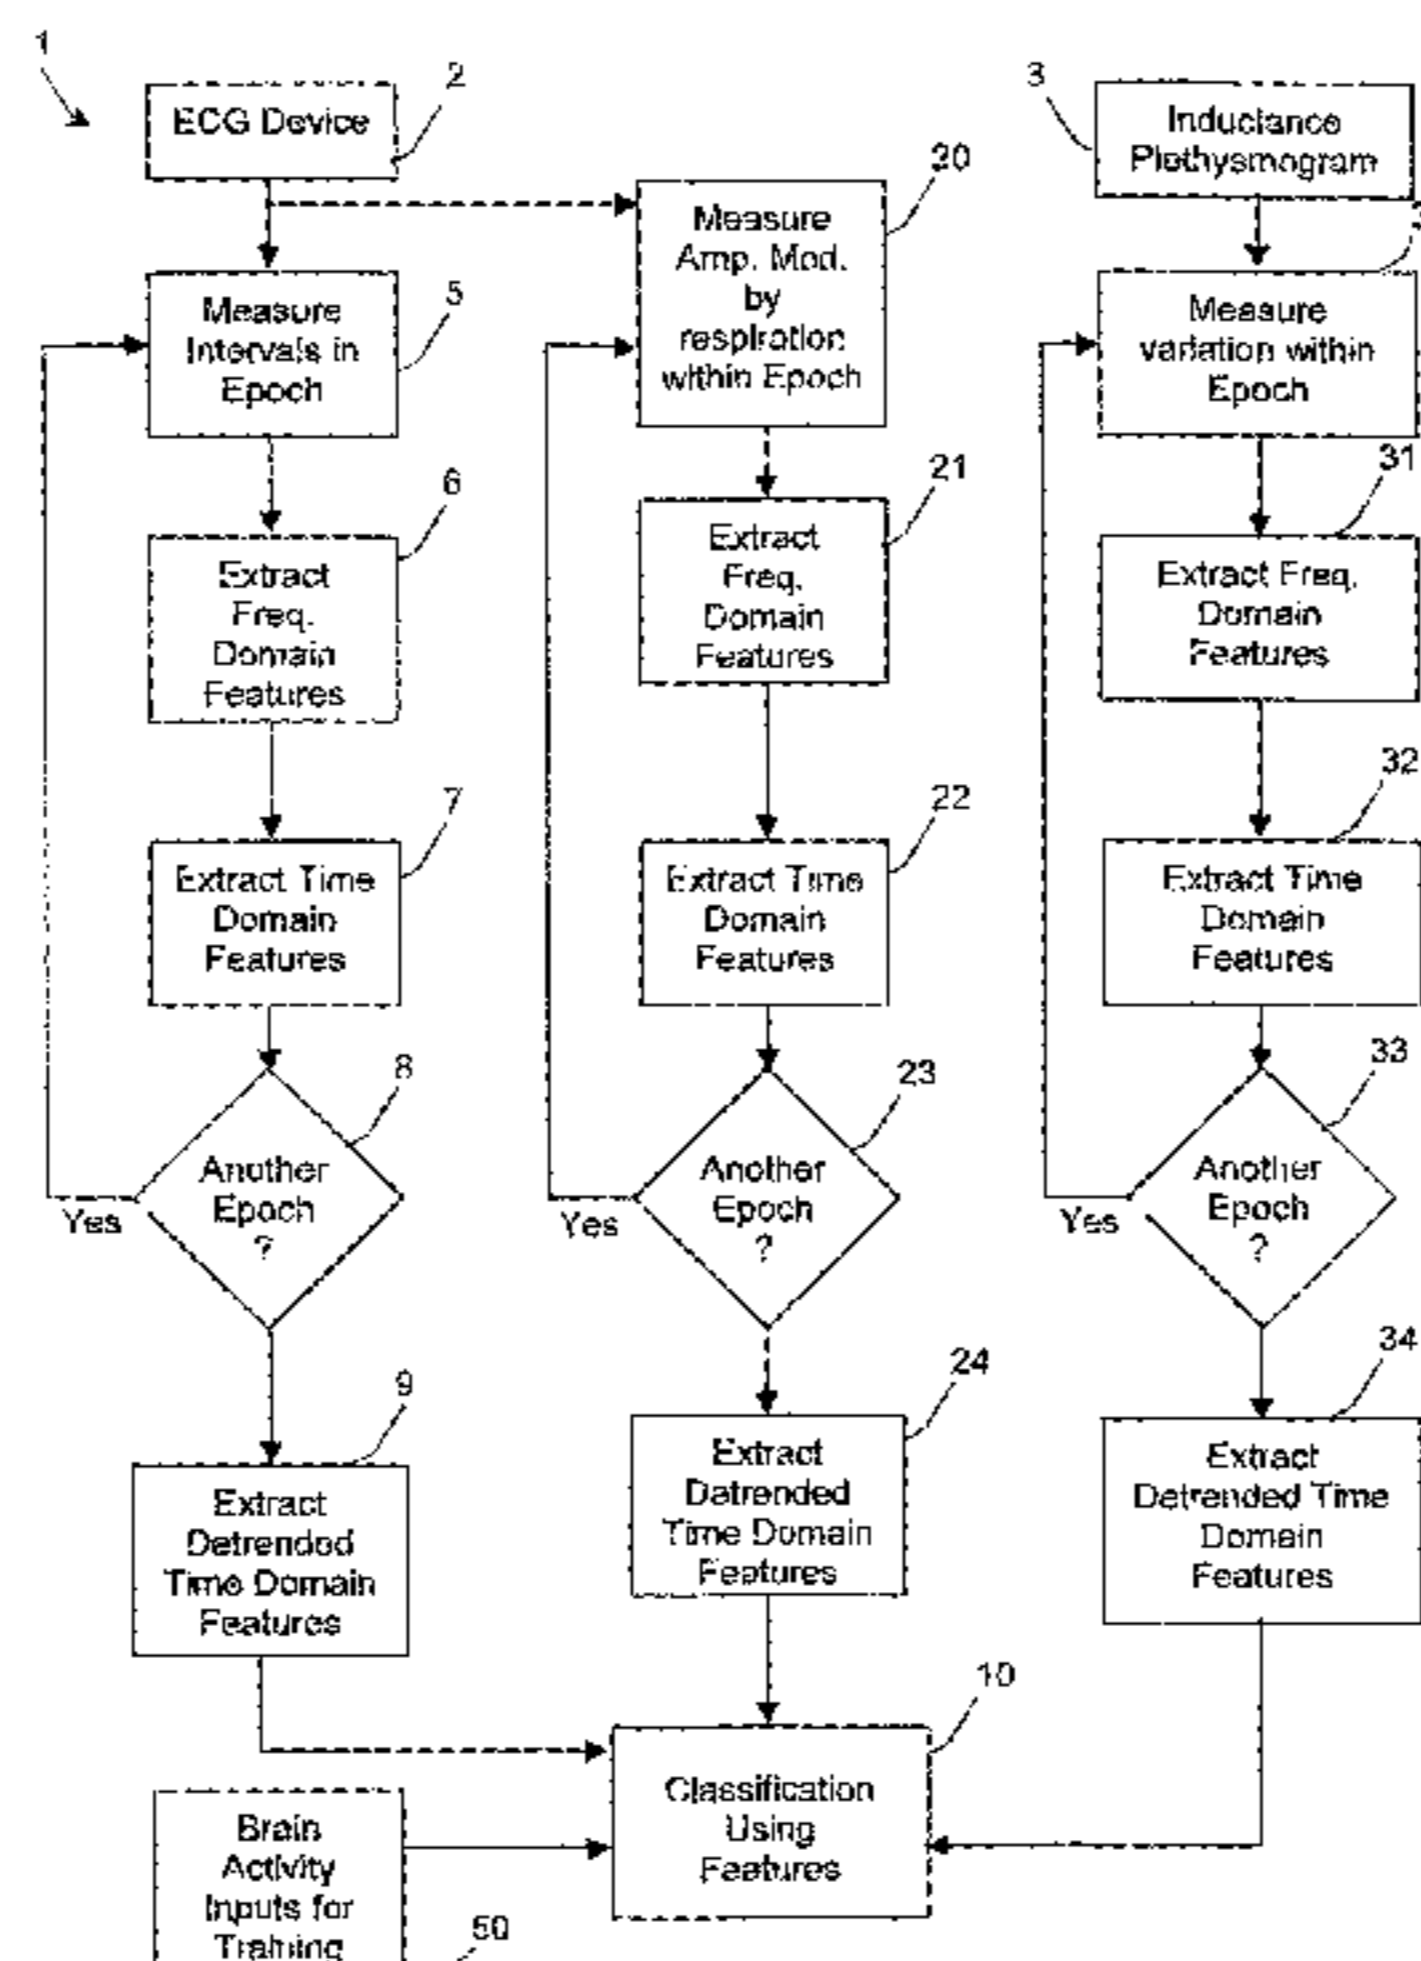 1
ECG Device
2
3
Inductance
Plethysmogram
Measure
Intervals in
Epoch
5
Measure
Amp. Mod.
by
respiration
within Epoch
20
Measure
variation within
Epoch
Extract
Freq.
Domain
Features
6
Extract
Freq.
Domain
Features
21
Extract Freq.
Domain
Features
31
Extract Time
Domain
Features
7
Extract Time
Domain
Features
22
Extract Time
Domain
Features
32
Another
Epoch
?
8
Yes
Another
Epoch
?
23
Yes
Another
Epoch
?
33
Yes
Extract
Detrended
Time Domain
Features
9
Extract
Detrended
Time Domain
Features
24
Extract
Detrended Time
Domain
Features
34
Classification
Using
Features
10
Brain
Activity
Inputs for
Training
50